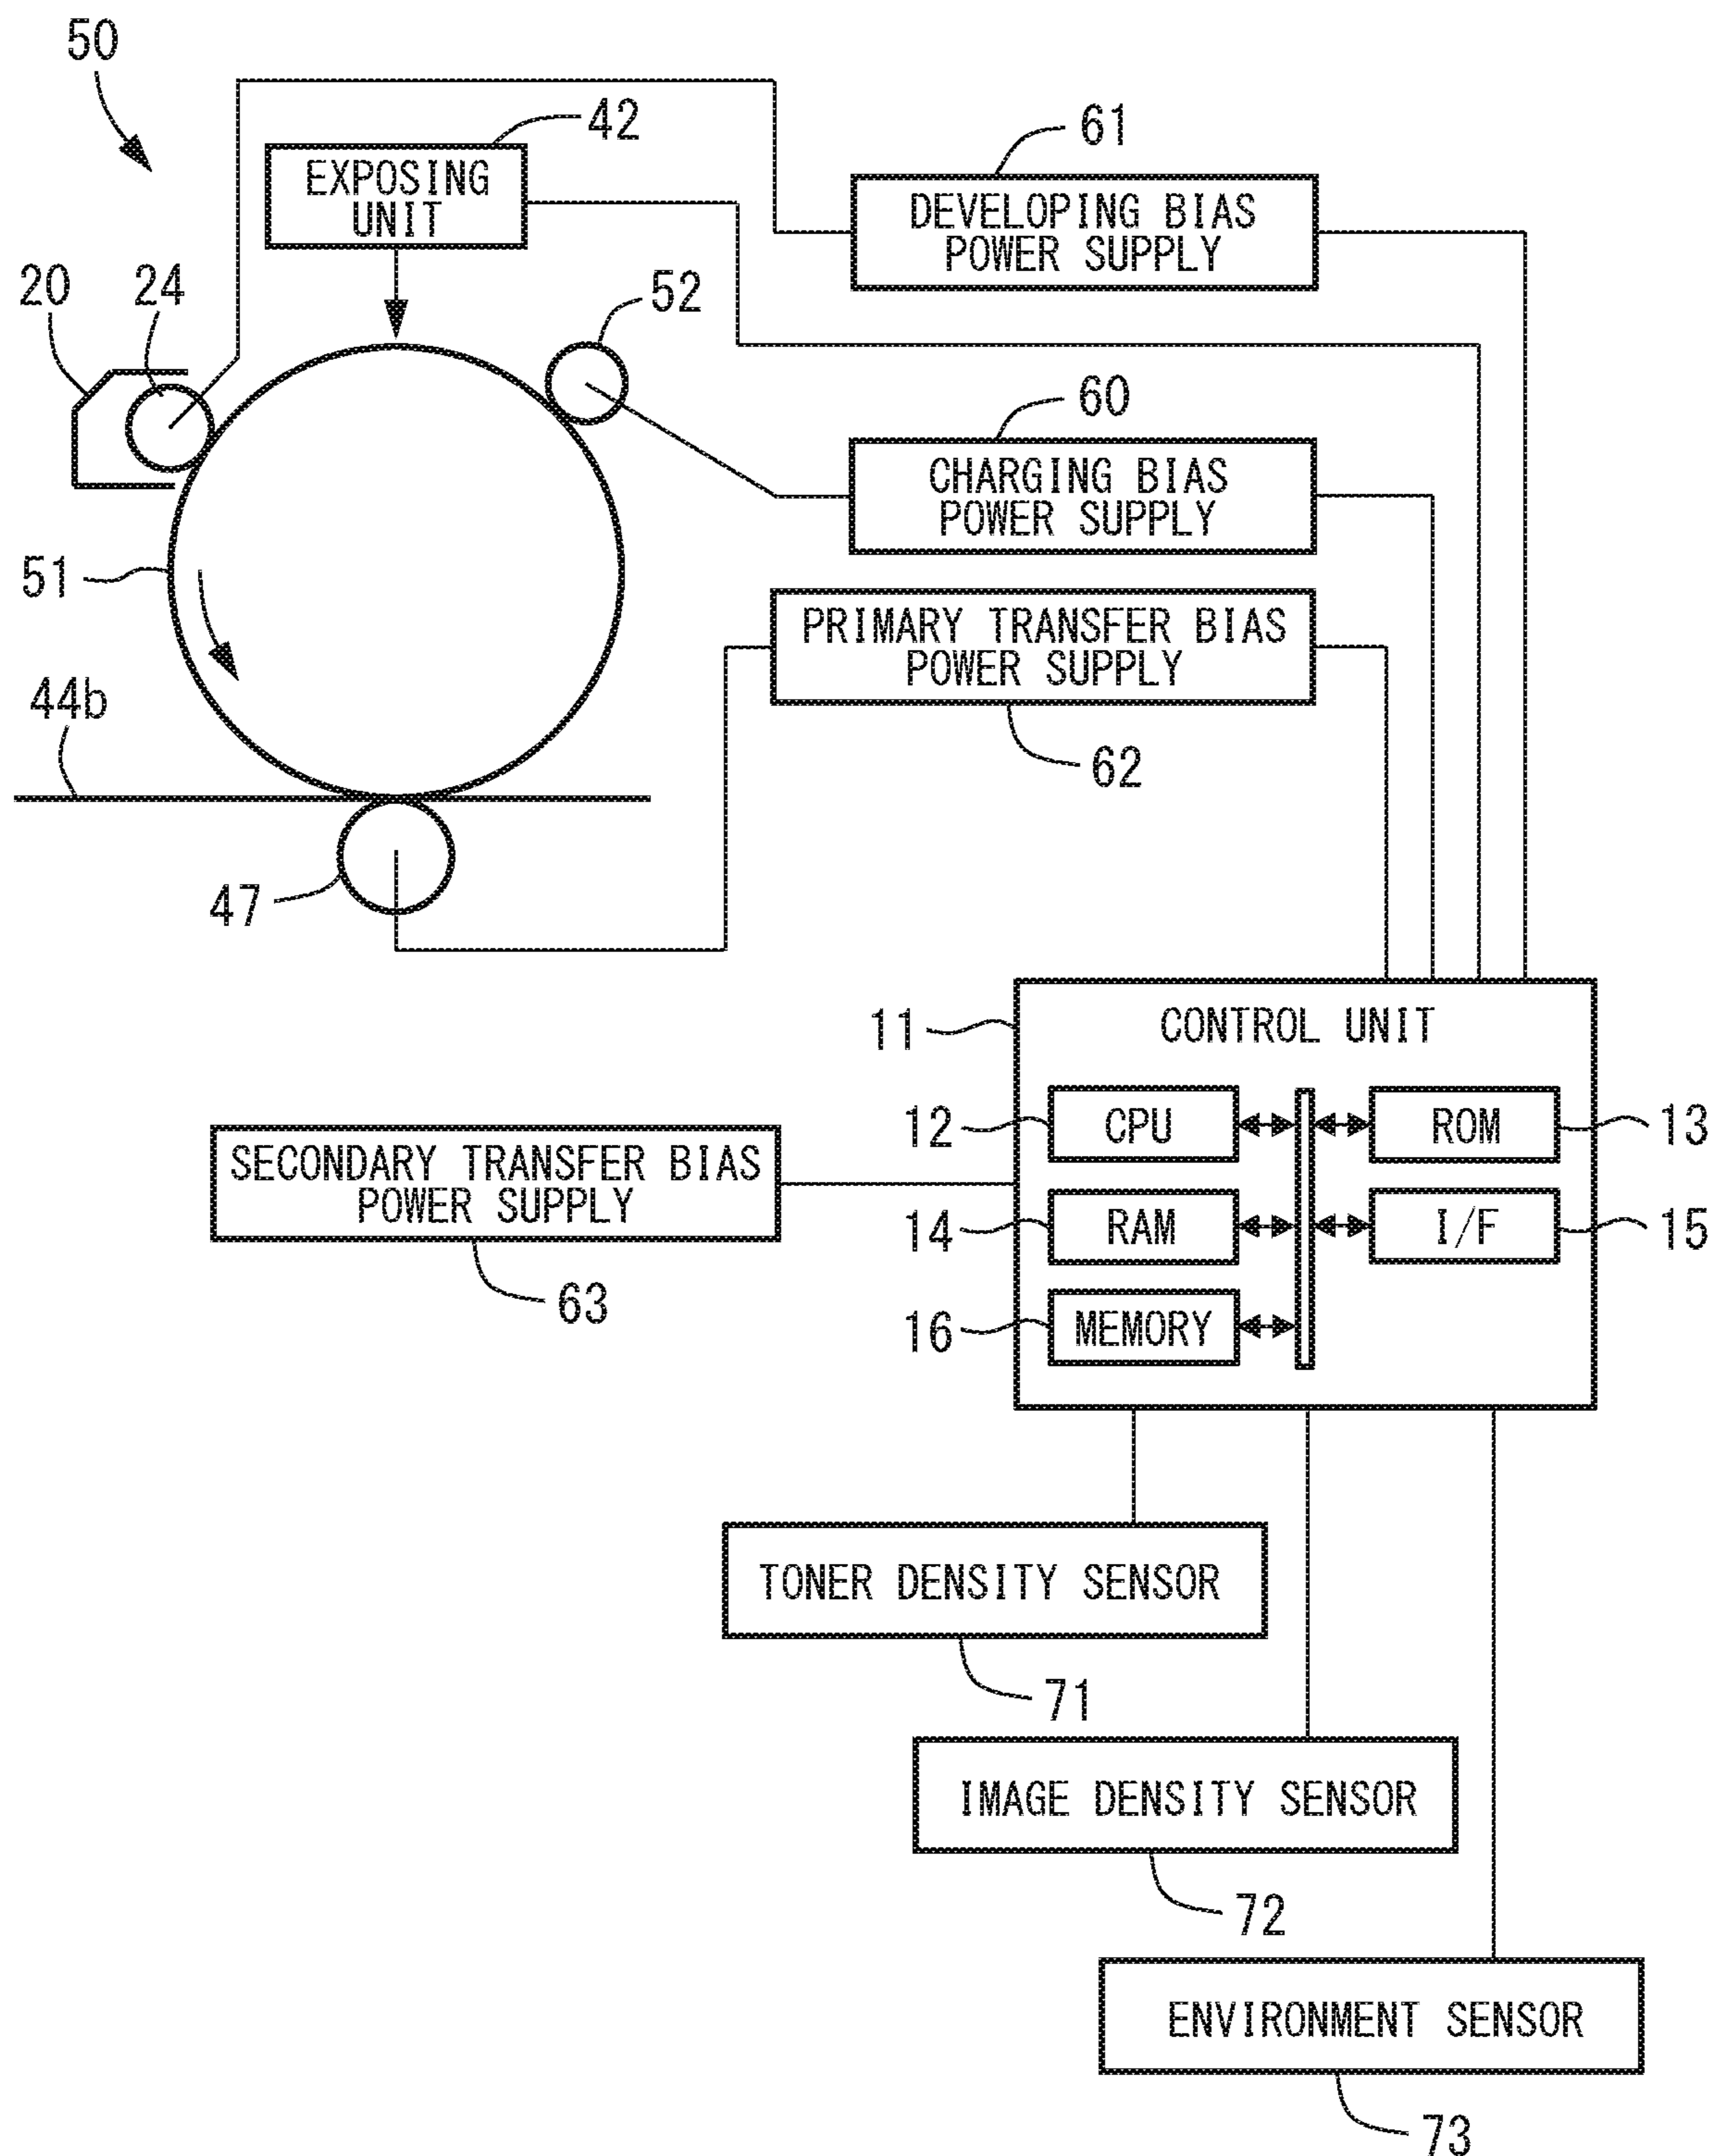 50
42
EXPOSING
UNIT
61
DEVELOPING BIAS
POWER SUPPLY
20
24
52
60
CHARGING BIAS
POWER SUPPLY
51
PRIMARY TRANSFER BIAS
POWER SUPPLY
62
44b
47
11
CONTROL UNIT
12
CPU
ROM
13
SECONDARY TRANSFER BIAS
POWER SUPPLY
63
14
RAM
I/F
15
16
MEMORY
TONER DENSITY SENSOR
71
IMAGE DENSITY SENSOR
72
ENVIRONMENT SENSOR
73